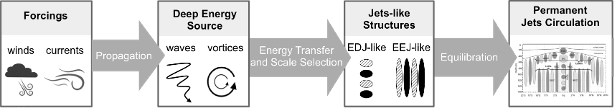 Forcings
winds currents
Propagation
Deep Energy
Source
waves vortices
Energy Transfer
and Scale Selection
Jets-like
Structures
EDJ-like EEJ-like
Equilibration
Permanent
Jets Circulation